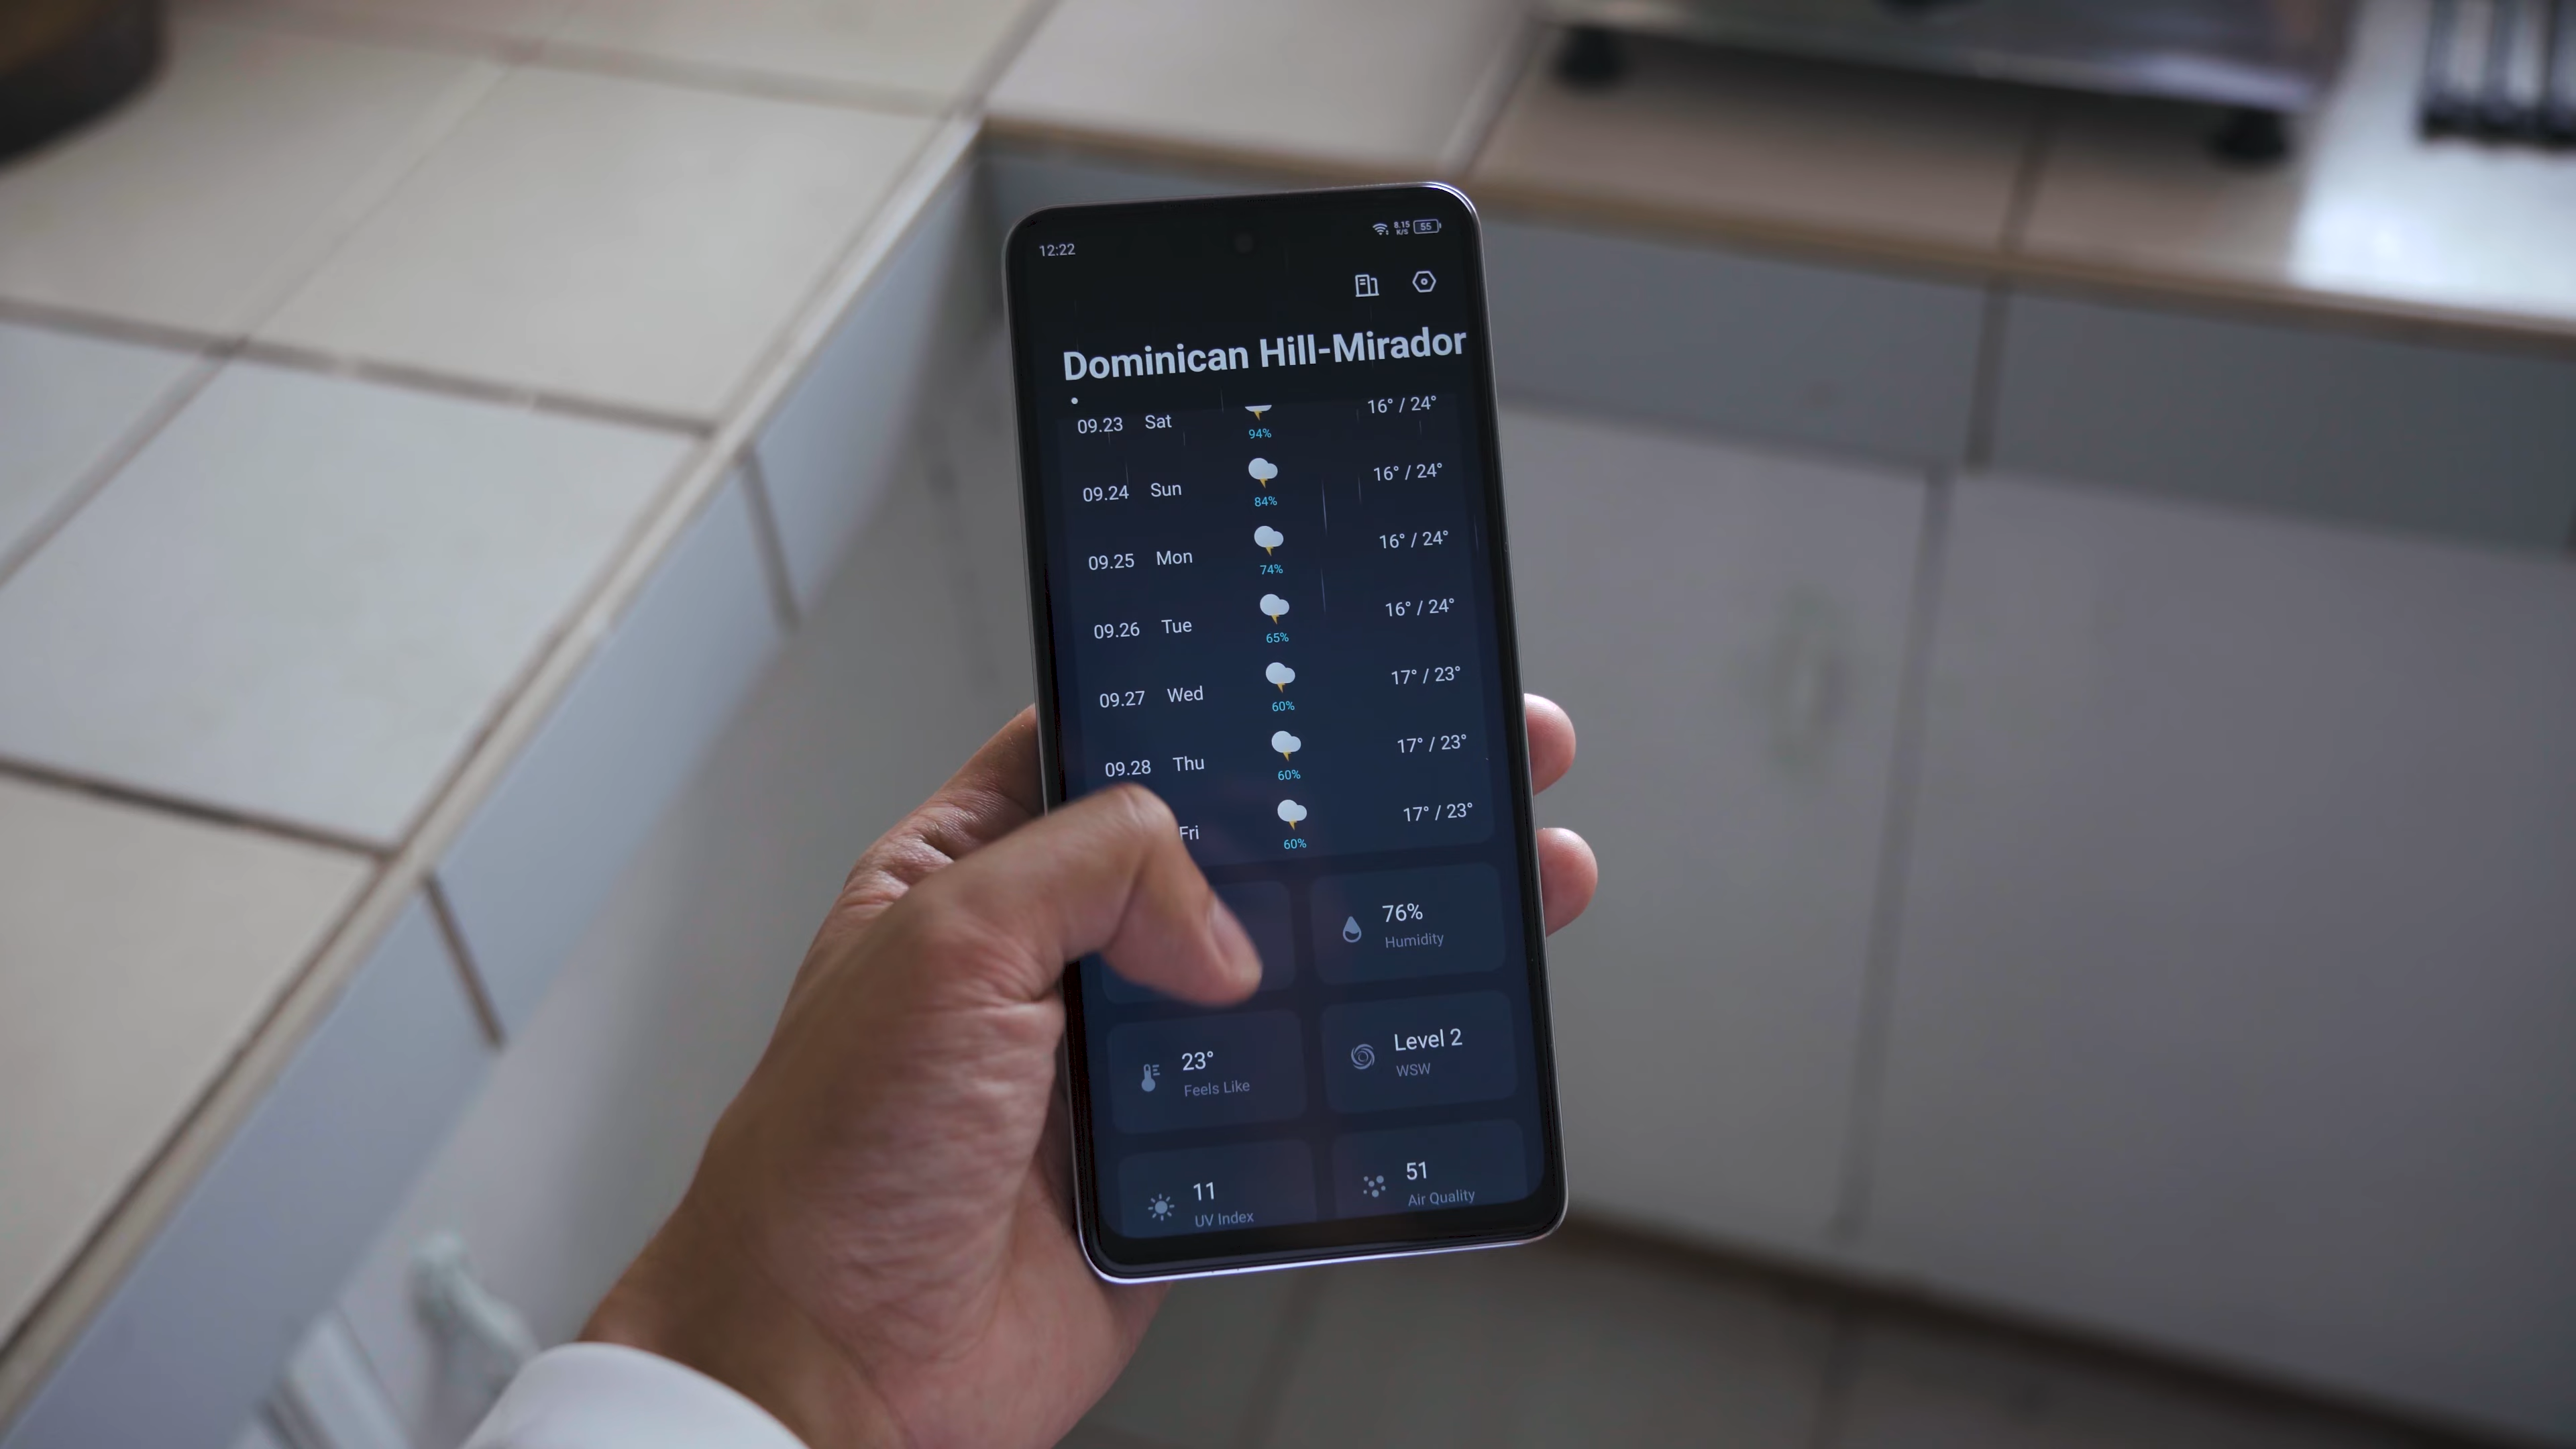 12:22
8.15
K/S
55
Dominican Hill-Mirador
09.23 Sat 94% 16° / 24°
09.24 Sun 84% 16° / 24°
09.25 Mon 74% 16° / 24°
09.26 Tue 65% 16° / 24°
09.27 Wed 60% 17° / 23°
09.28 Thu 60% 17° / 23°
Fri 60% 17° / 23°
76%
Humidity
23°
Feels Like
Level 2
WSW
11
UV Index
51
Air Quality